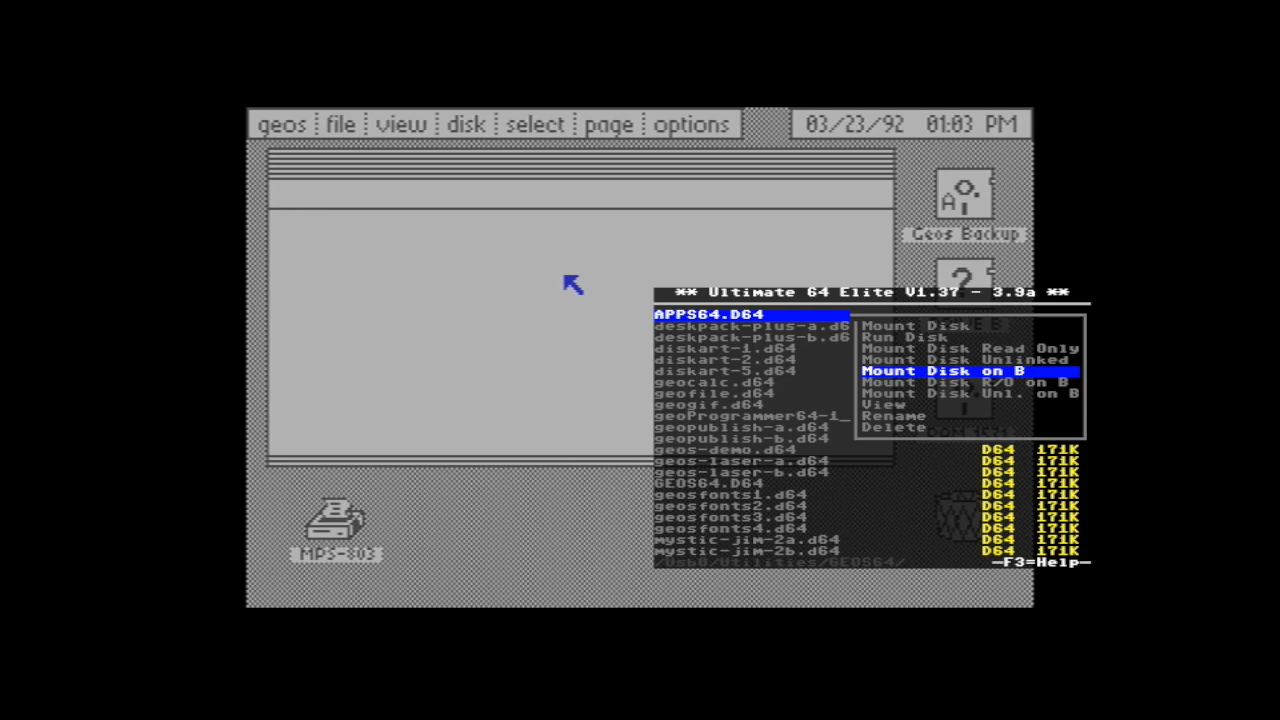 geos file view disk select page options 03/23/92 01:03 PM
A
Geos Backup
?
** Ultimate 64 Elite V1.37 - 3.9a **
APPS64.D64
deskpack-plus-a.d6 Mount Disk
deskpack-plus-b.d6 Run Disk
diskart-1.d64 Mount Disk Read Only
diskart-2.d64 Mount Disk Unlinked
diskart-5.d64 Mount Disk on B
geocalc.d64 Mount Disk R/O on B
geofile.d64 Mount Disk Unl. on B
geogif.d64 View
geoProgrammer64-1_ Rename
geopublish-a.d64 Delete
geopublish-b.d64
geos-demo.d64 D64 171K
geos-laser-a.d64 D64 171K
geos-laser-b.d64 D64 171K
GEOS64.D64 D64 171K
geosfonts1.d64 D64 171K
geosfonts2.d64 D64 171K
geosfonts3.d64 D64 171K
geosfonts4.d64 D64 171K
mystic-jim-2a.d64 D64 171K
mystic-jim-2b.d64 D64 171K
/Usb0/Utilities/GEOS64/ —F3=Help—
MPS-803